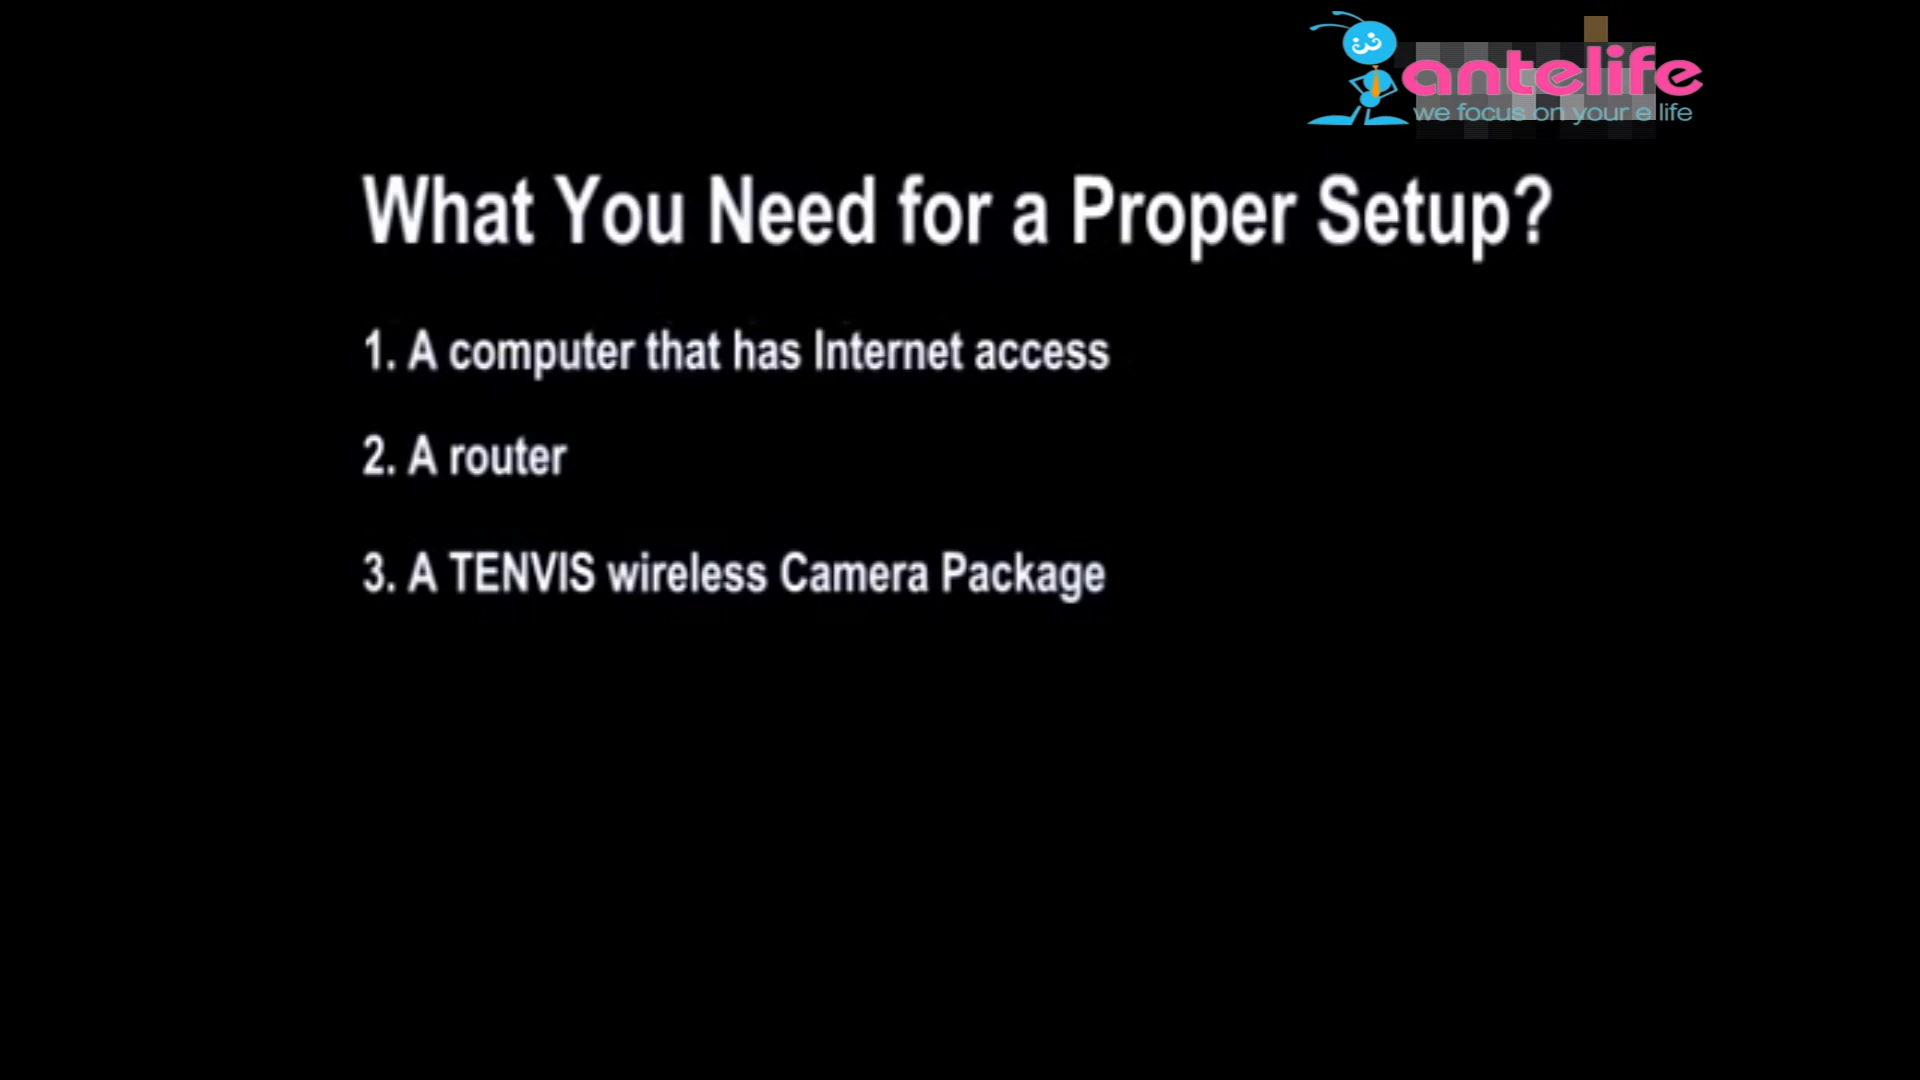 antelife
we focus on your e life
What You Need for a Proper Setup?
1. A computer that has Internet access
2. A router
3. A TENVIS wireless Camera Package